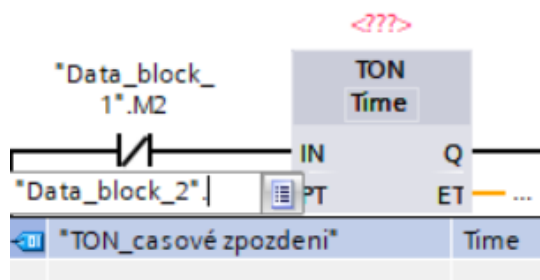 <???>
"Data_block_
1".M2
TON
Time
IN
Q
"Data_block_2".
PT
ET
...
"TON_casové zpozdeni"
Time